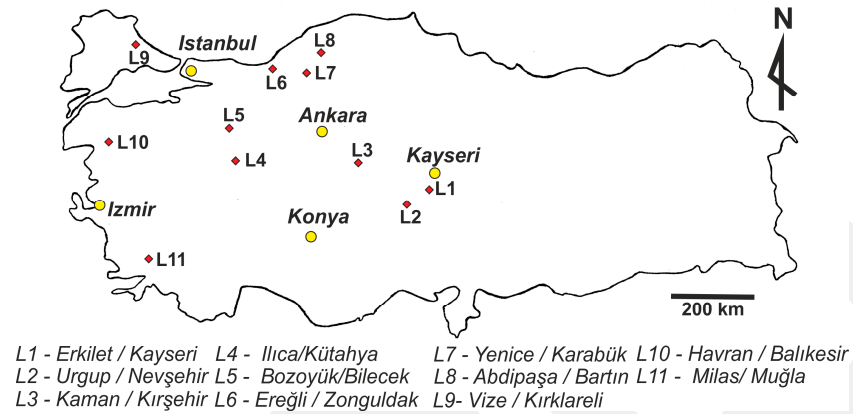 N
L8
Istanbul
L9
L6
L7
L5
Ankara
L10
L4
L3
Kayseri
L1
L2
Izmir
Konya
L11
200 km
L1 - Erkilet / Kayseri L4 - Ilıca/Kütahya L7 - Yenice / Karabük L10 - Havran / Balıkesir
L2 - Urgup / Nevşehir L5 - Bozoyük/Bilecek L8 - Abdipaşa / Bartın L11 - Milas/ Muğla
L3 - Kaman / Kırşehir L6 - Ereğli / Zonguldak L9- Vize / Kırklareli